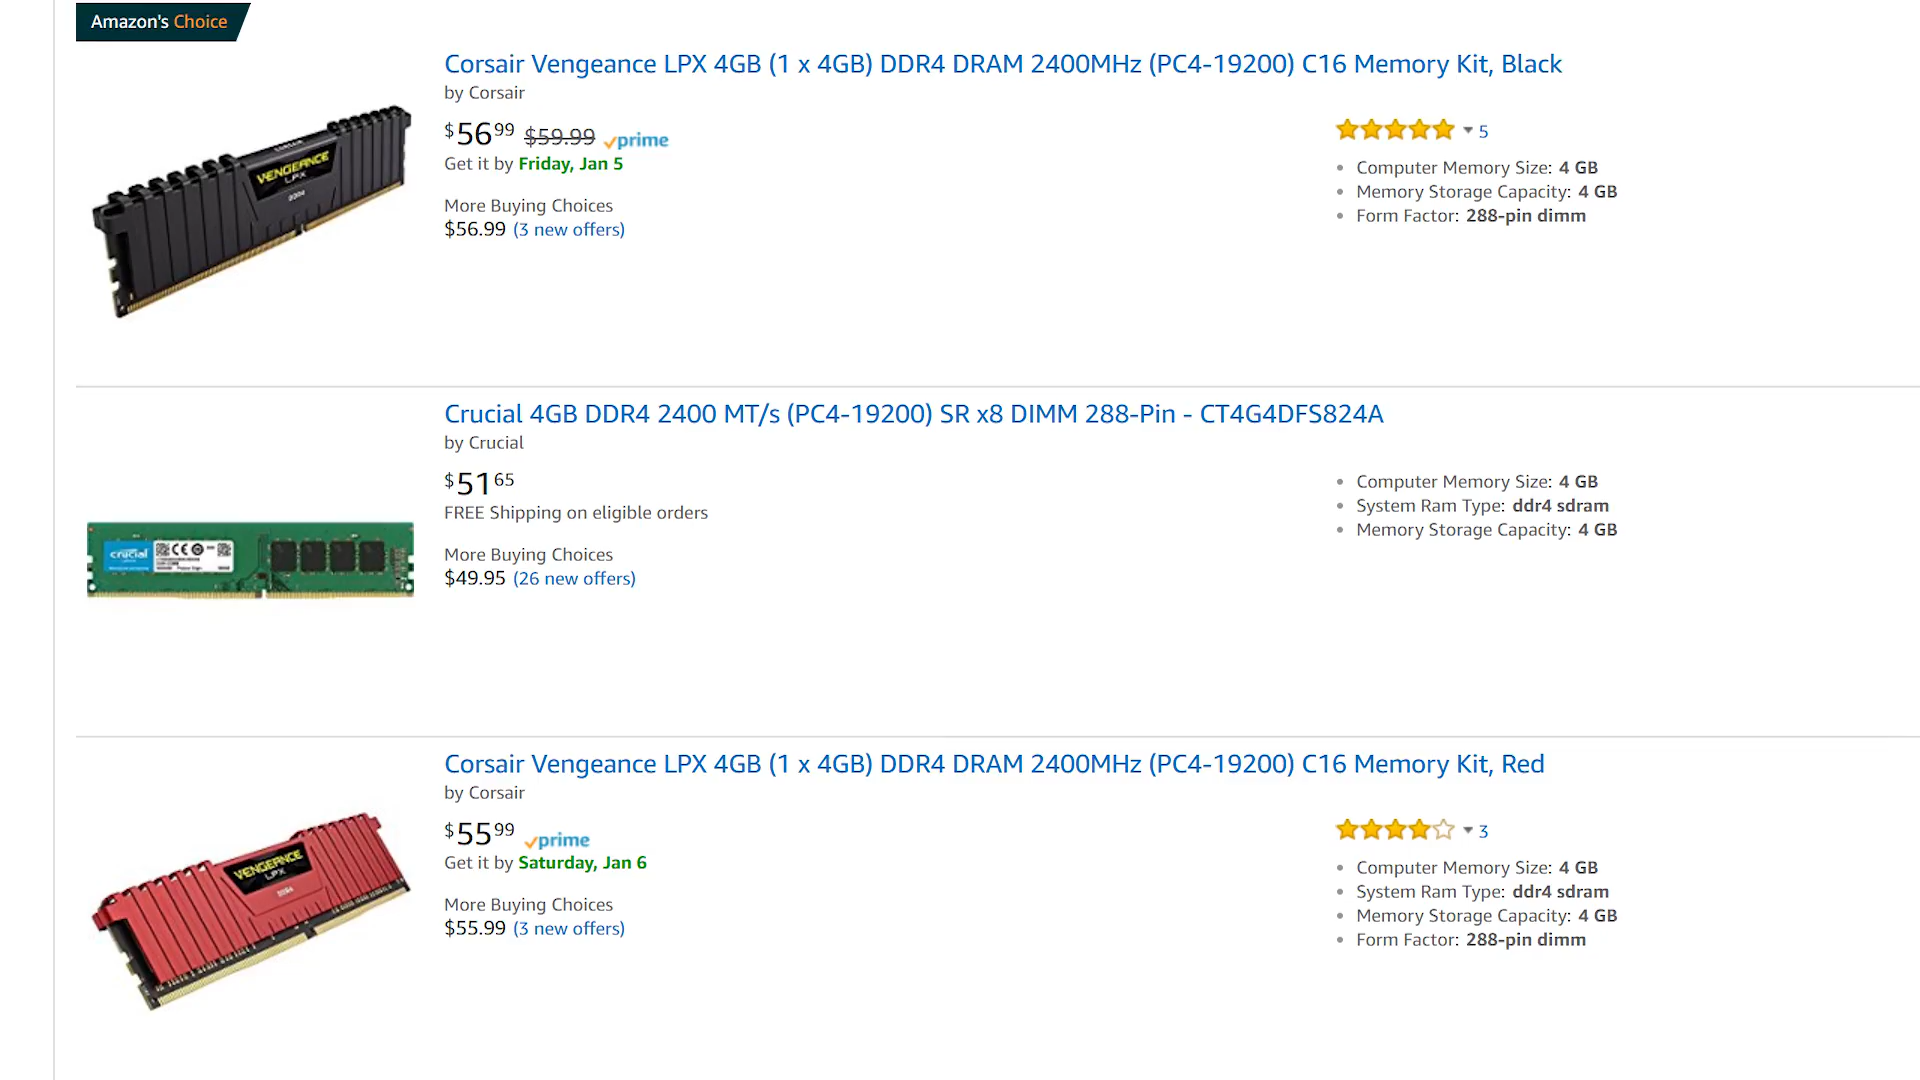 Amazon's Choice
Corsair Vengeance LPX 4GB (1 x 4GB) DDR4 DRAM 2400MHz (PC4-19200) C16 Memory Kit, Black
by Corsair
$56.99 $59.99 prime
Get it by Friday, Jan 5
More Buying Choices
$56.99 (3 new offers)
5
Computer Memory Size: 4 GB
Memory Storage Capacity: 4 GB
Form Factor: 288-pin dimm
CORSAIR
VENGEANCE
LPX
DDR4
Crucial 4GB DDR4 2400 MT/s (PC4-19200) SR x8 DIMM 288-Pin - CT4G4DFS824A
by Crucial
$51.65
FREE Shipping on eligible orders
More Buying Choices
$49.95 (26 new offers)
Computer Memory Size: 4 GB
System Ram Type: ddr4 sdram
Memory Storage Capacity: 4 GB
crucial
CE
Corsair Vengeance LPX 4GB (1 x 4GB) DDR4 DRAM 2400MHz (PC4-19200) C16 Memory Kit, Red
by Corsair
$55.99 prime
Get it by Saturday, Jan 6
More Buying Choices
$55.99 (3 new offers)
3
Computer Memory Size: 4 GB
System Ram Type: ddr4 sdram
Memory Storage Capacity: 4 GB
Form Factor: 288-pin dimm
VENGEANCE
LPX
DDR4